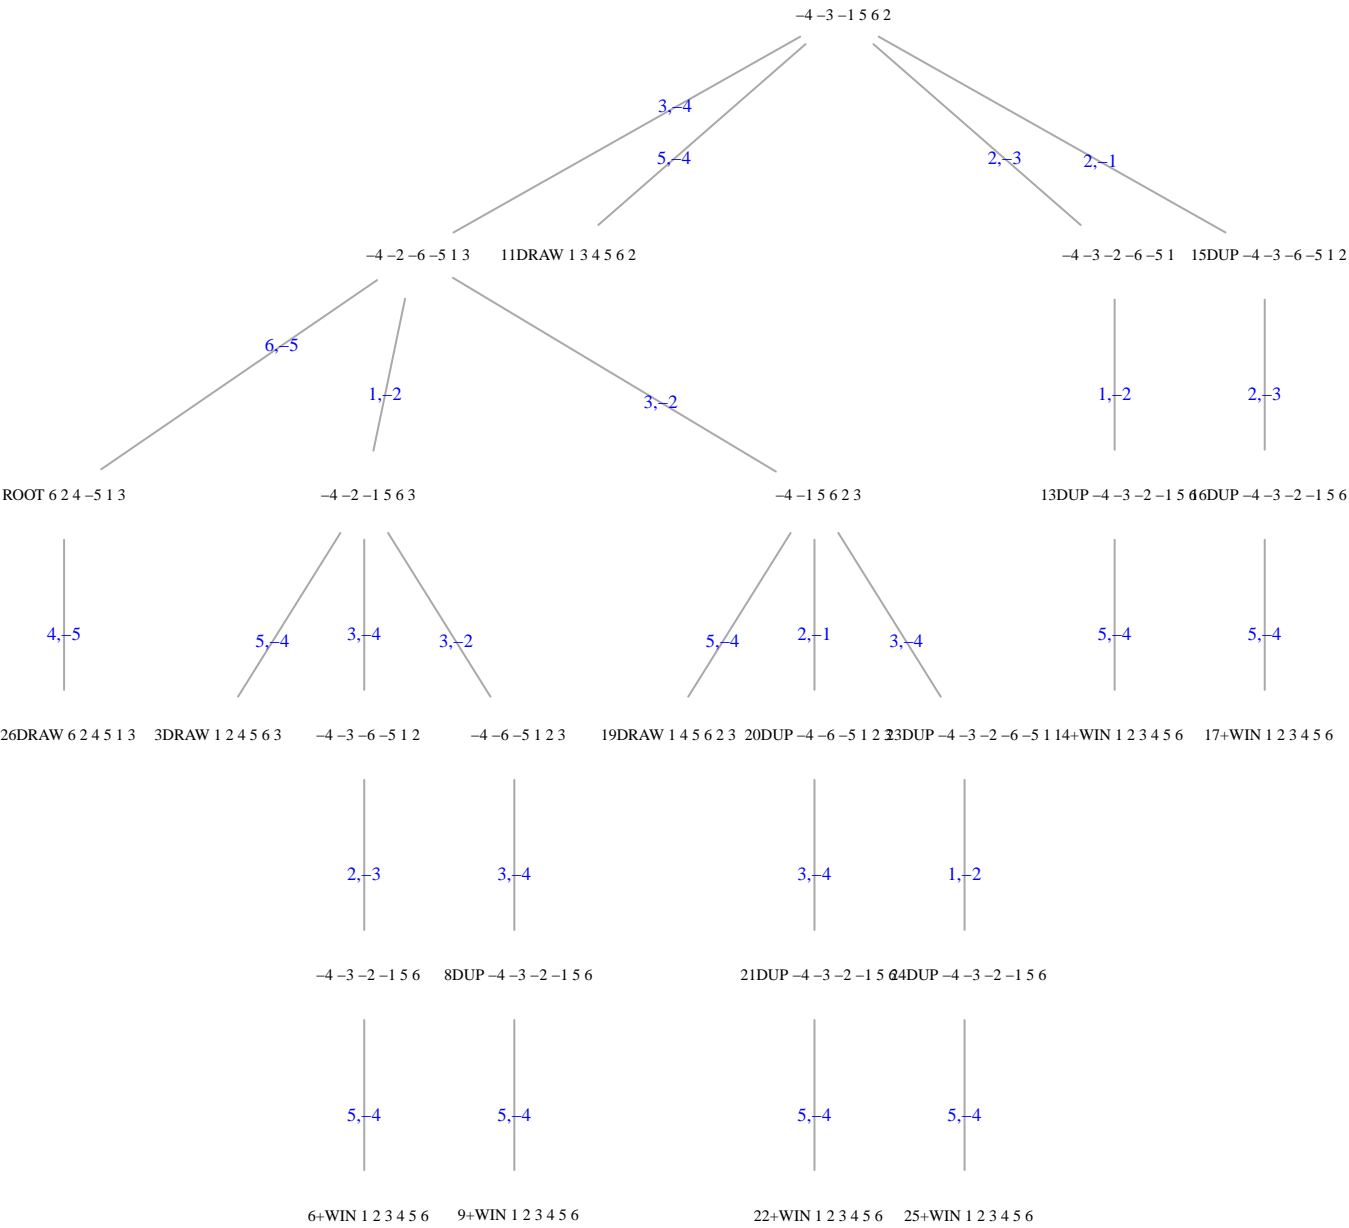 −4 −3 −1 5 6 2
3,−4
5,−4
2,−3
2,−1
−4 −2 −6 −5 1 3
11DRAW 1 3 4 5 6 2
−4 −3 −2 −6 −5 1
15DUP −4 −3 −6 −5 1 2
6,−5
1,−2
3,−2
1,−2
2,−3
ROOT 6 2 4 −5 1 3
−4 −2 −1 5 6 3
−4 −1 5 6 2 3
13DUP −4 −3 −2 −1 5 6
16DUP −4 −3 −2 −1 5 6
4,−5
5,−4
3,−4
3,−2
5,−4
2,−1
3,−4
5,−4
5,−4
26DRAW 6 2 4 5 1 3
3DRAW 1 2 4 5 6 3
−4 −3 −6 −5 1 2
−4 −6 −5 1 2 3
19DRAW 1 4 5 6 2 3
20DUP −4 −6 −5 1 2 3
23DUP −4 −3 −2 −6 −5 1
14+WIN 1 2 3 4 5 6
17+WIN 1 2 3 4 5 6
2,−3
3,−4
3,−4
1,−2
−4 −3 −2 −1 5 6
8DUP −4 −3 −2 −1 5 6
21DUP −4 −3 −2 −1 5 6
24DUP −4 −3 −2 −1 5 6
5,−4
5,−4
5,−4
5,−4
6+WIN 1 2 3 4 5 6
9+WIN 1 2 3 4 5 6
22+WIN 1 2 3 4 5 6
25+WIN 1 2 3 4 5 6